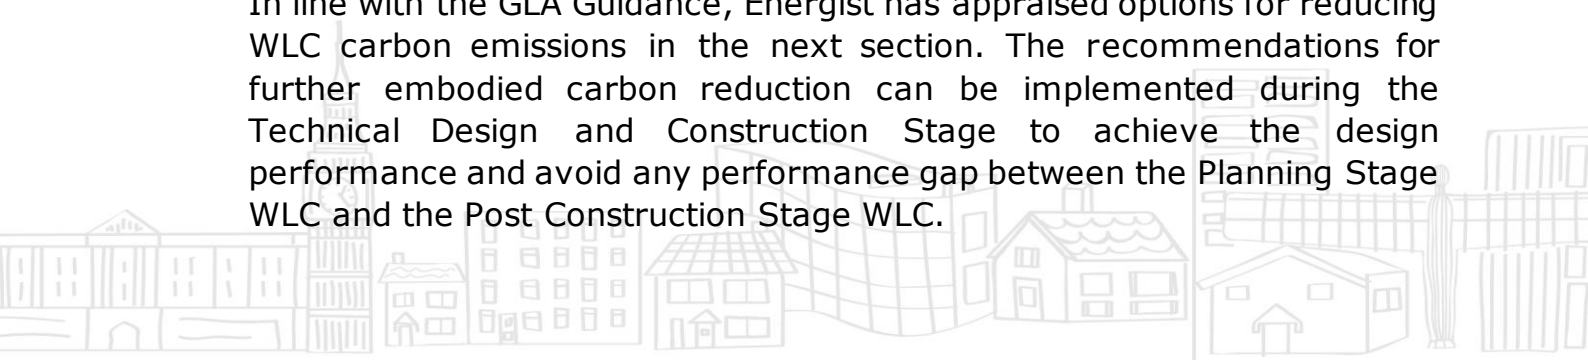 In line with the GLA Guidance, Energist has appraised options for reducing
WLC carbon emissions in the next section. The recommendations for
further embodied carbon reduction can be implemented during the
Technical Design and Construction Stage to achieve the design
performance and avoid any performance gap between the Planning Stage
WLC and the Post Construction Stage WLC.